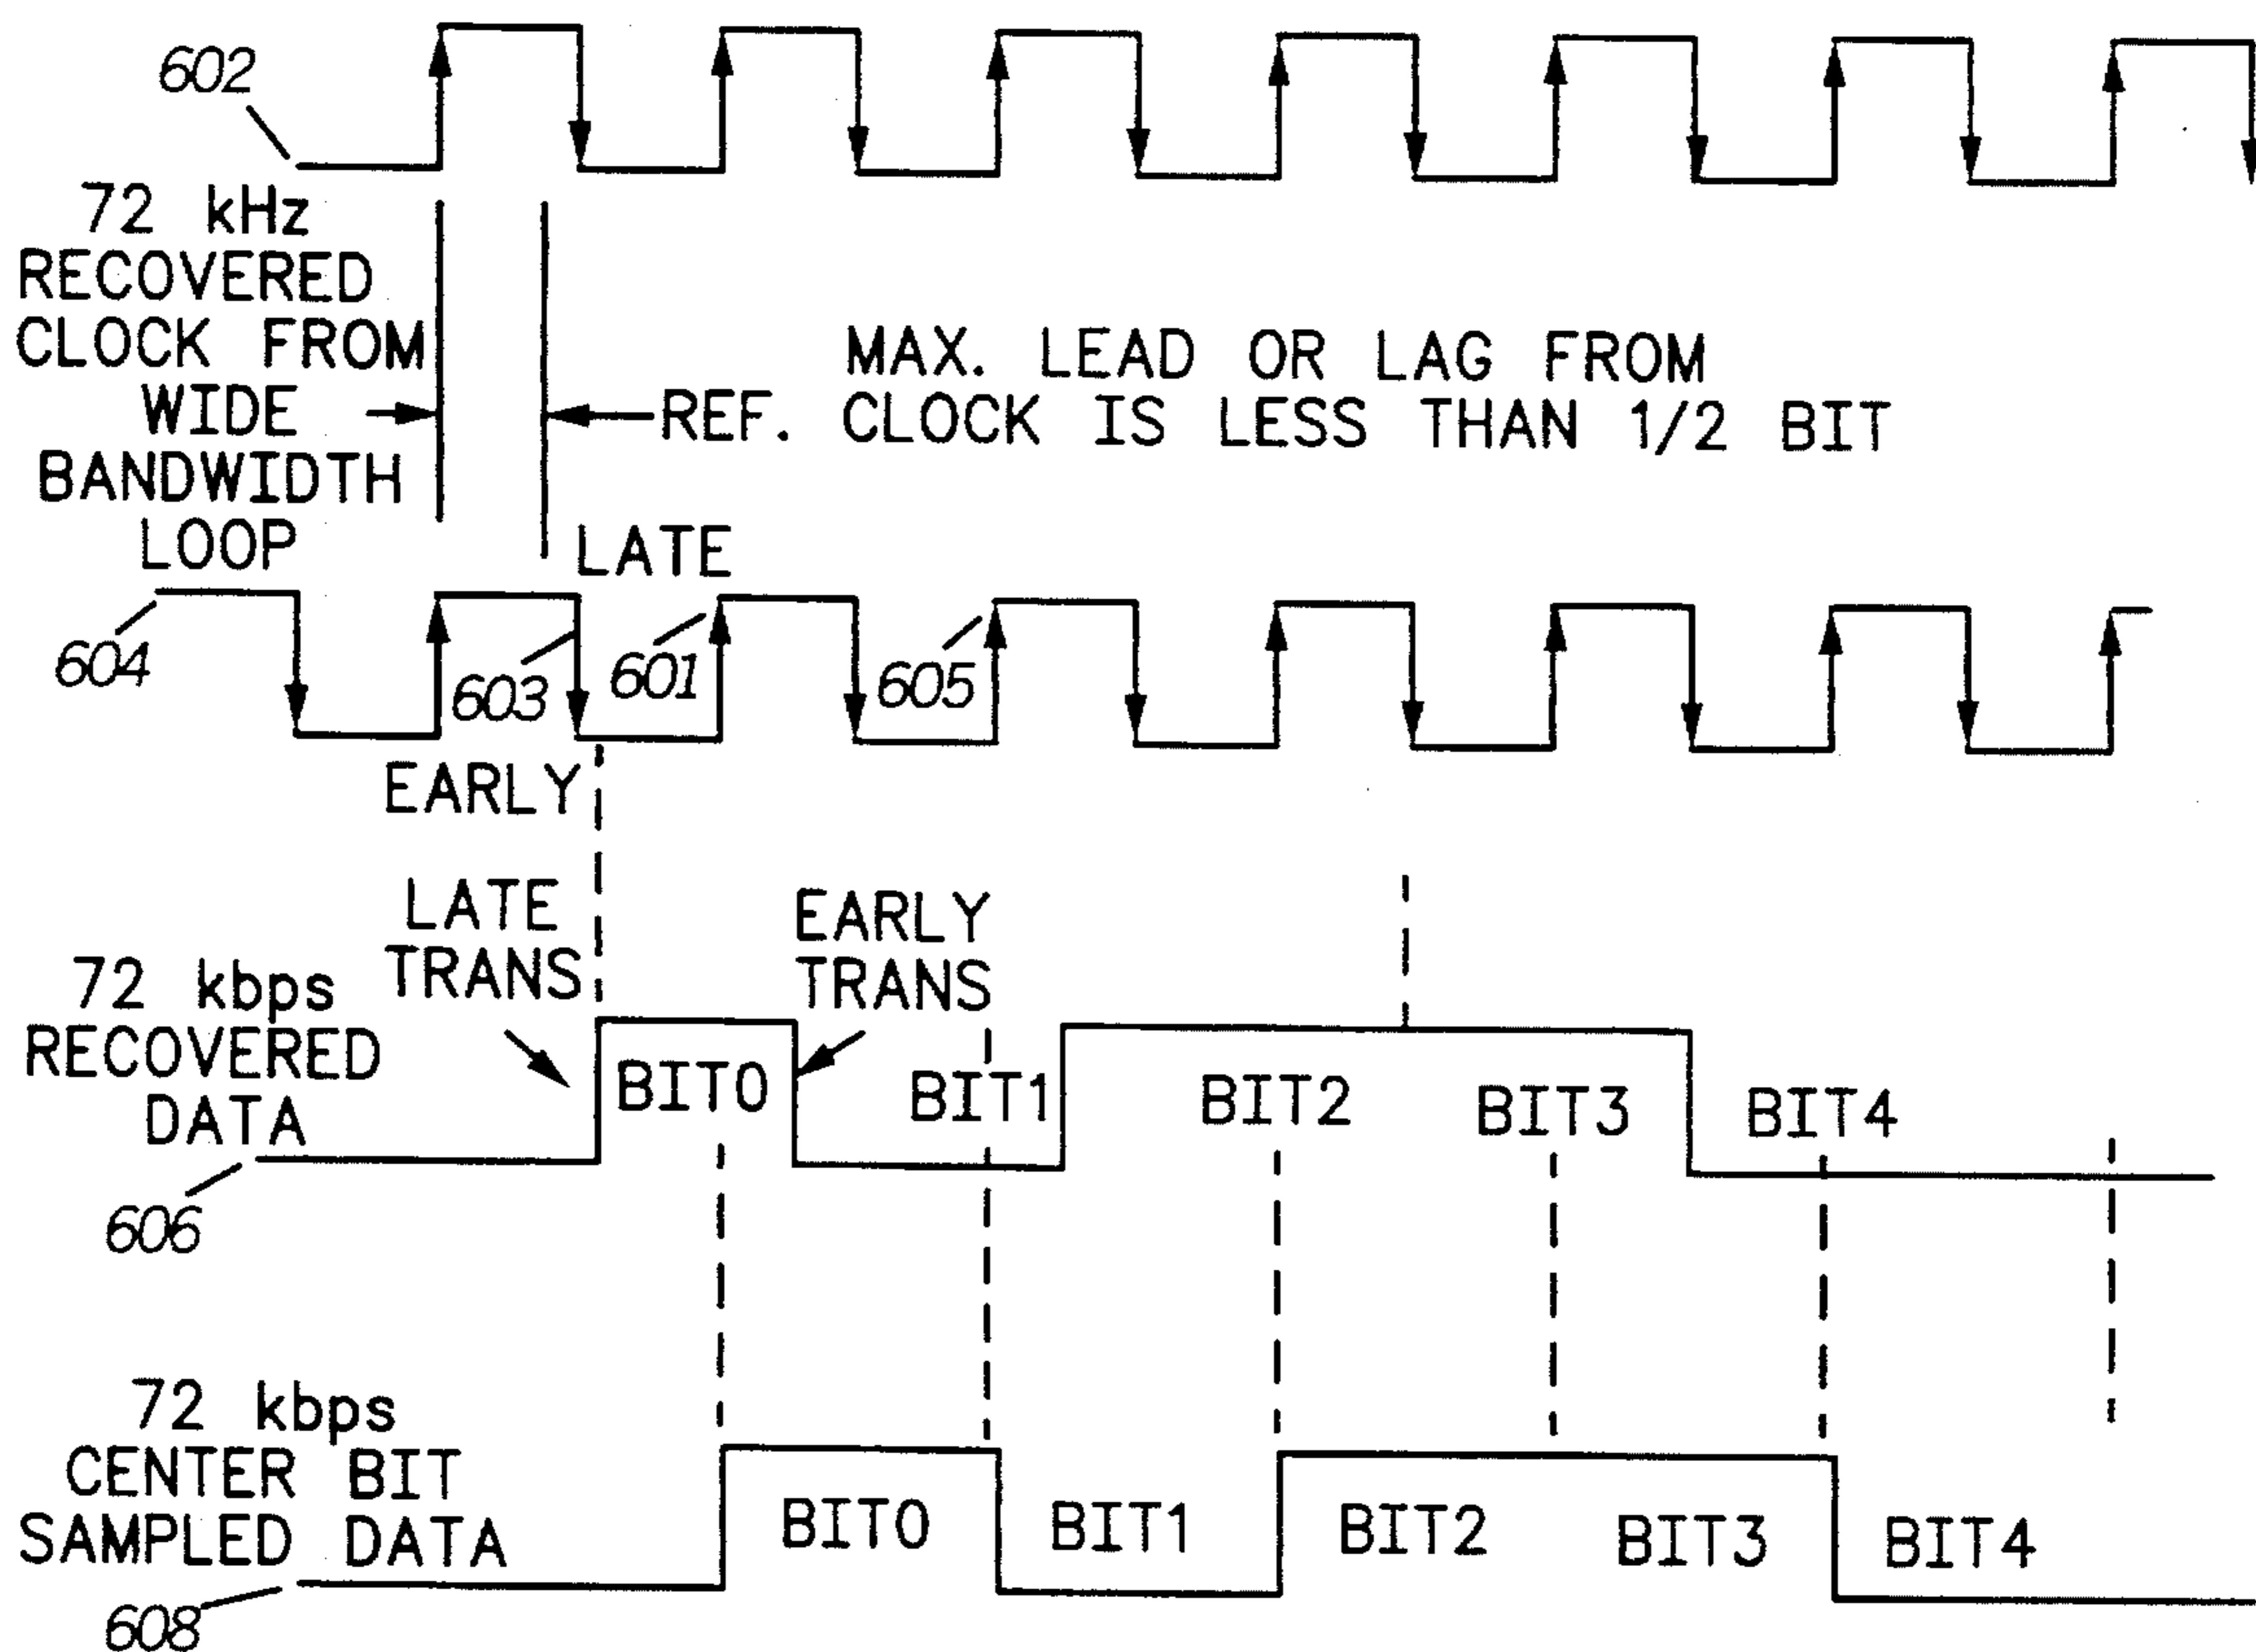 602
72 kHz
RECOVERED
CLOCK FROM
WIDE
BANDWIDTH
LOOP
MAX. LEAD OR LAG FROM
REF. CLOCK IS LESS THAN 1/2 BIT
LATE
604
603
601
605
EARLY
LATE
TRANS
EARLY
TRANS
72 kbps
RECOVERED
DATA
BIT0
BIT1
BIT2
BIT3
BIT4
606
72 kbps
CENTER BIT
SAMPLED DATA
BIT0
BIT1
BIT2
BIT3
BIT4
608